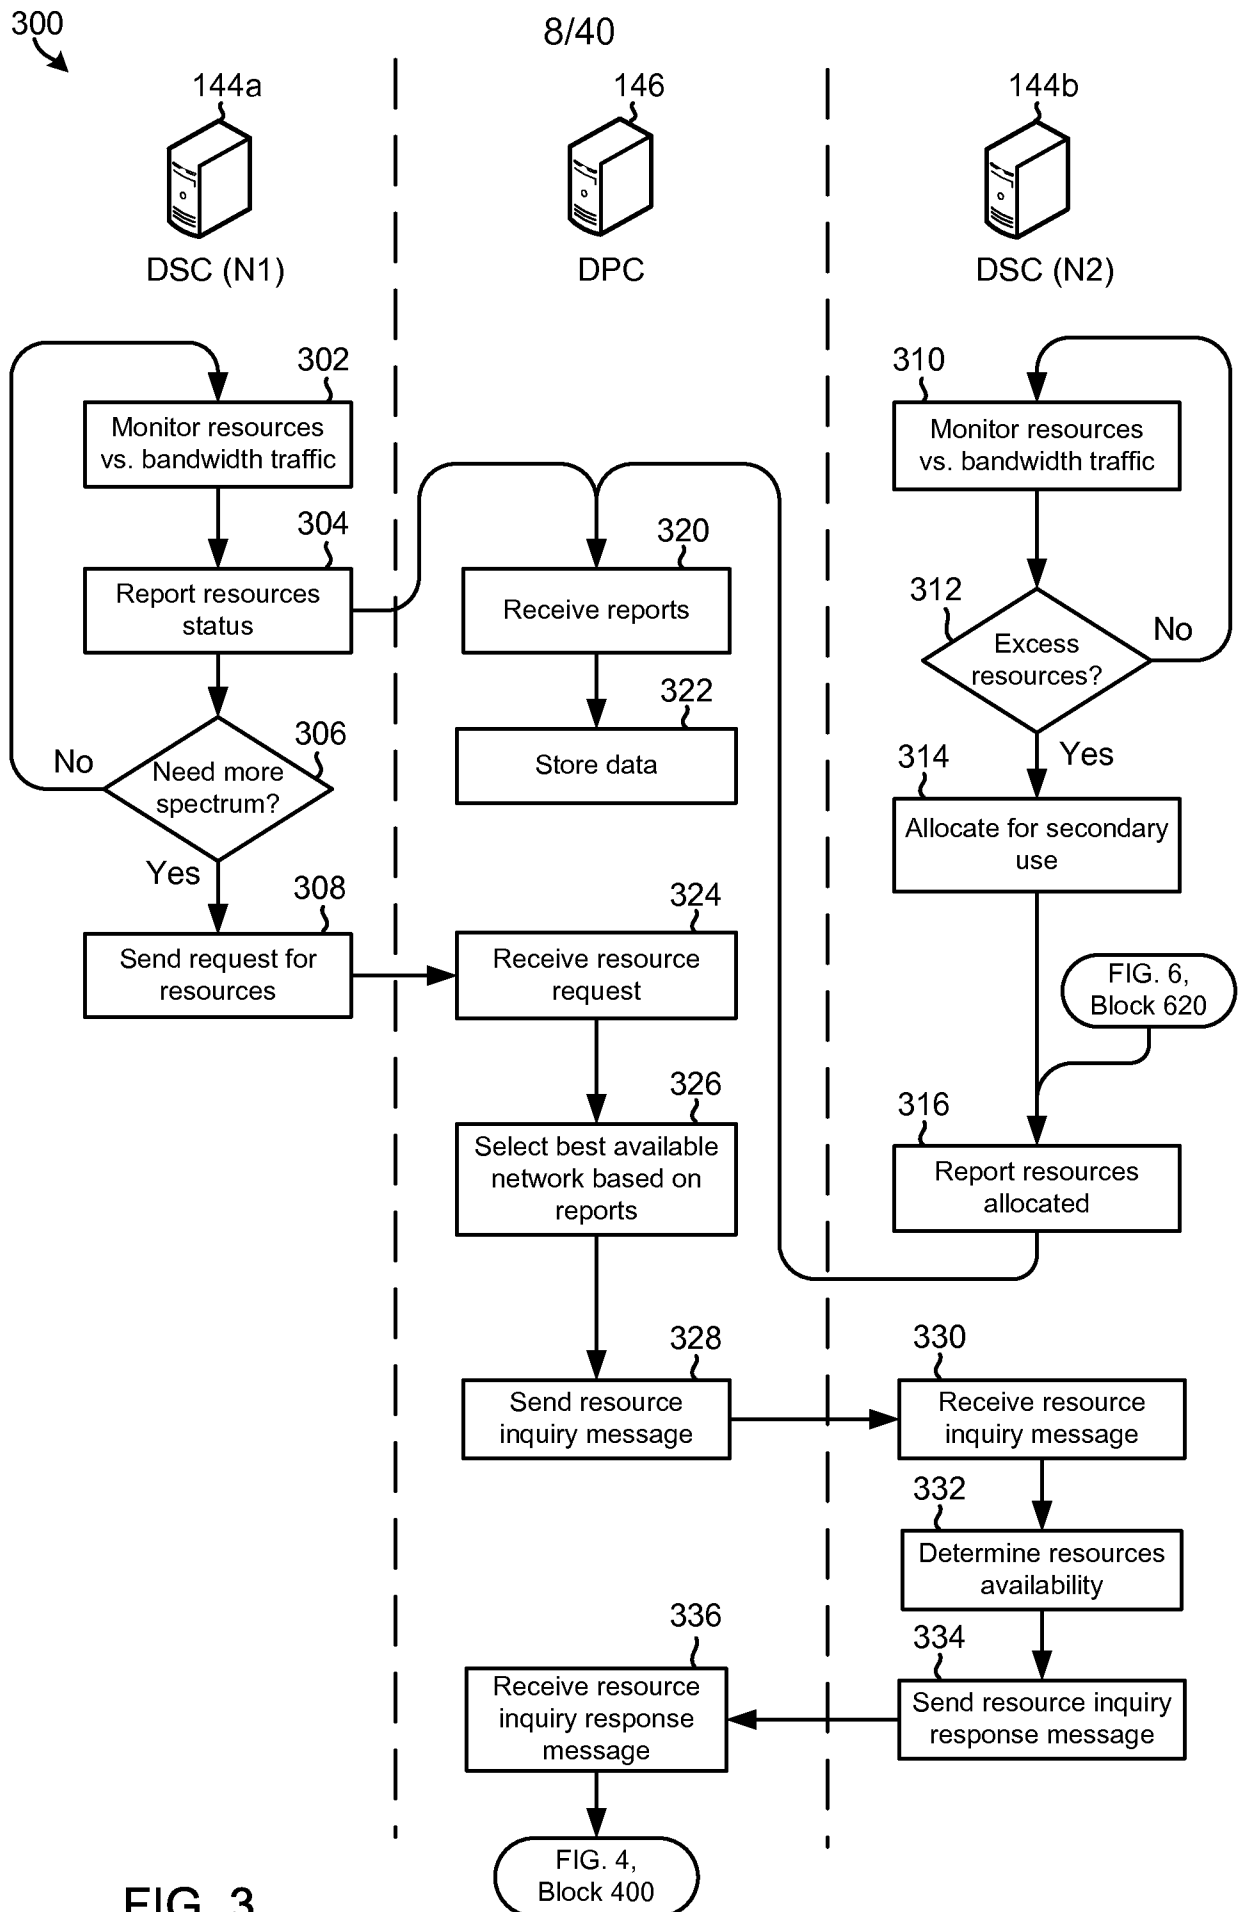 300
8/40
144a
146
144b
DSC (N1)
DPC
DSC (N2)
302
Monitor resources
vs. bandwidth traffic
304
Report resources
status
306
Need more
spectrum?
No
Yes
308
Send request for
resources
320
Receive reports
322
Store data
324
Receive resource
request
326
Select best available
network based on
reports
328
Send resource
inquiry message
336
Receive resource
inquiry response
message
FIG. 4,
Block 400
310
Monitor resources
vs. bandwidth traffic
312
Excess
resources?
No
Yes
314
Allocate for secondary
use
FIG. 6,
Block 620
316
Report resources
allocated
330
Receive resource
inquiry message
332
Determine resources
availability
334
Send resource inquiry
response message
FIG. 3